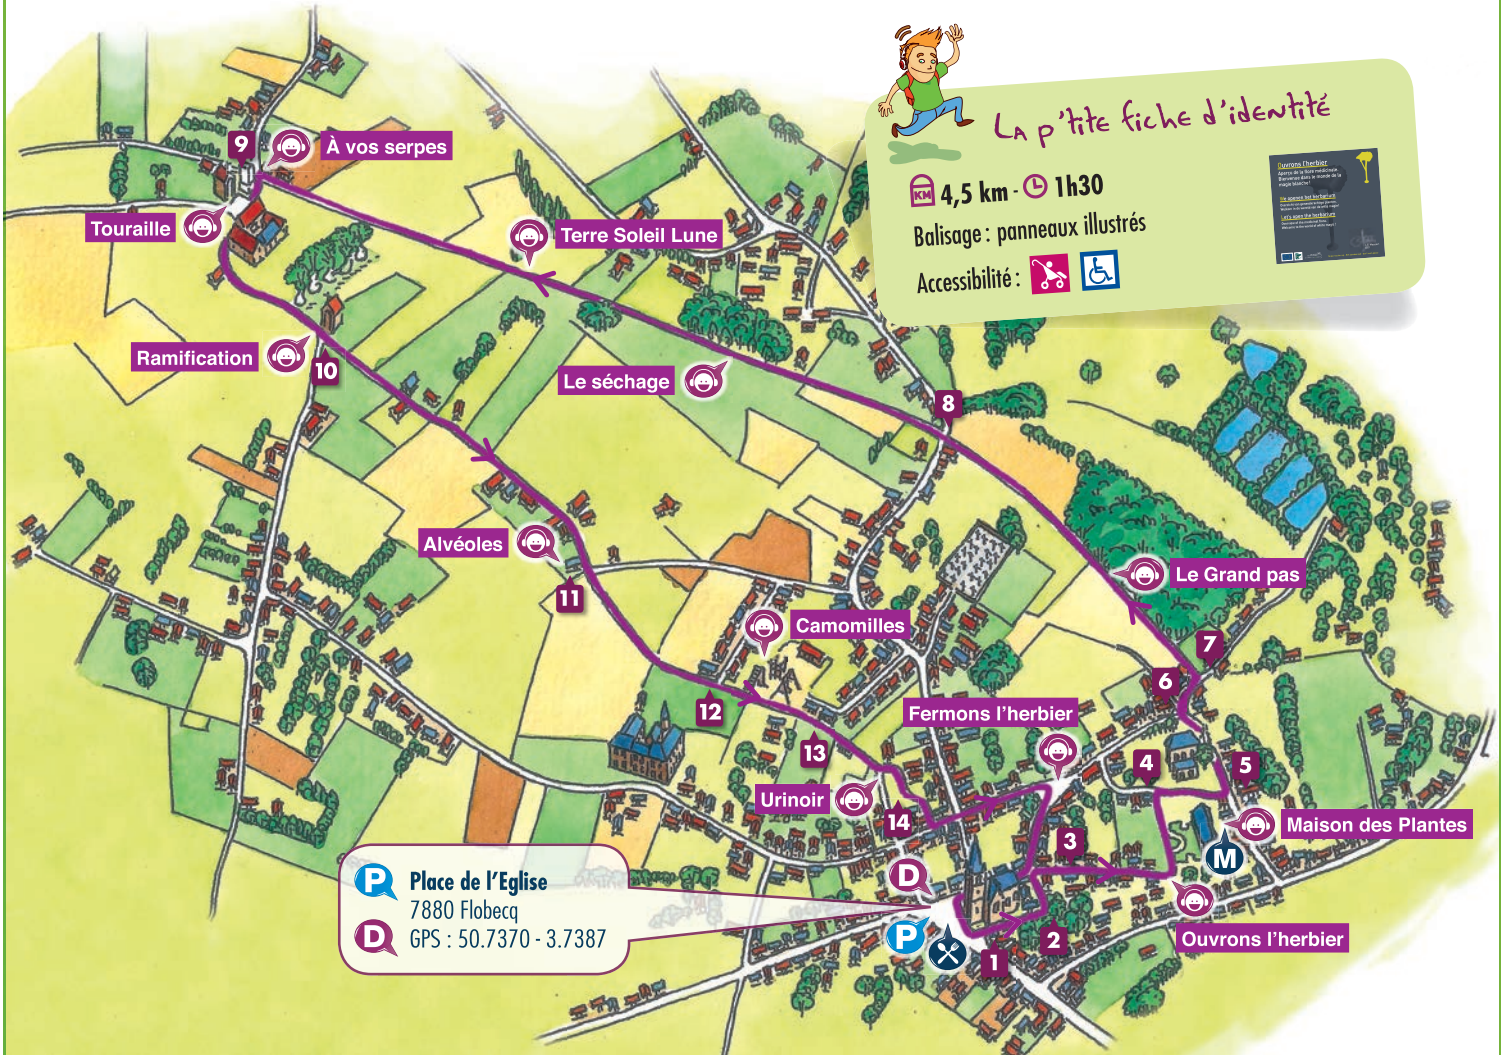 La p'tite fiche d'identité
KM 4,5 km - 1h30
Balisage : panneaux illustrés
Accessibilité :
Ouvrons l'herbier
9
À vos serpes
Touraille
Terre Soleil Lune
Ramification
10
Le séchage
8
Alvéoles
11
Le Grand pas
Camomilles
7
6
12
Fermons l'herbier
13
4
5
Urinoir
14
Maison des Plantes
3
M
D
P Place de l'Eglise
7880 Flobecq
D GPS : 50.7370 - 3.7387
P
2
Ouvrons l'herbier
1